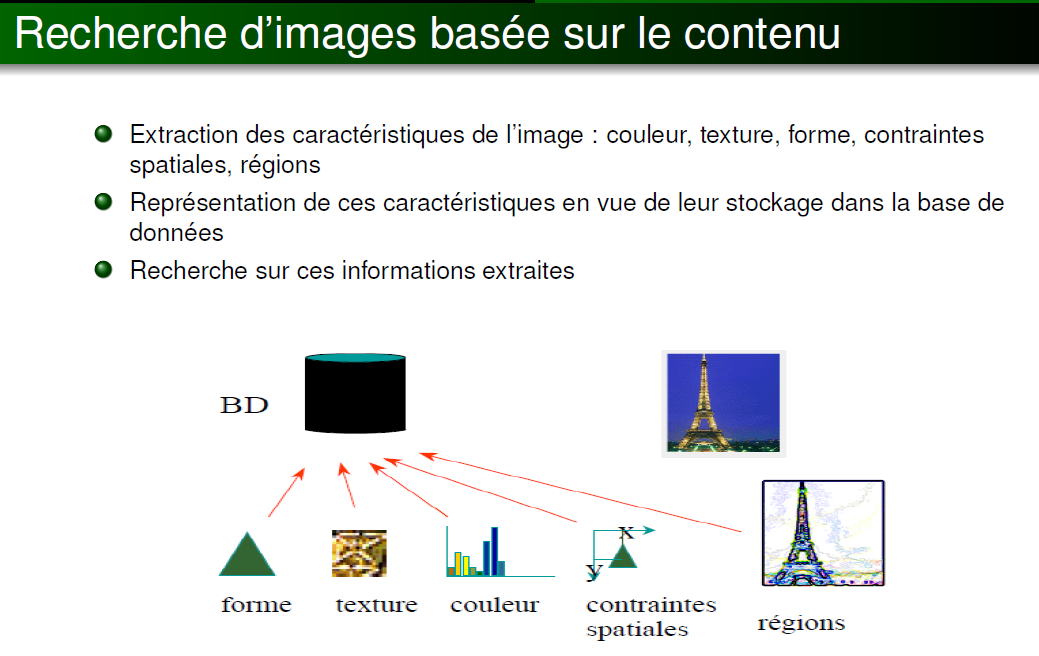 Recherche d'images basée sur le contenu
Extraction des caractéristiques de l'image : couleur, texture, forme, contraintes
spatiales, régions
Représentation de ces caractéristiques en vue de leur stockage dans la base de
données
Recherche sur ces informations extraites
BD
x
y
forme
texture
couleur
contraintes
spatiales
régions